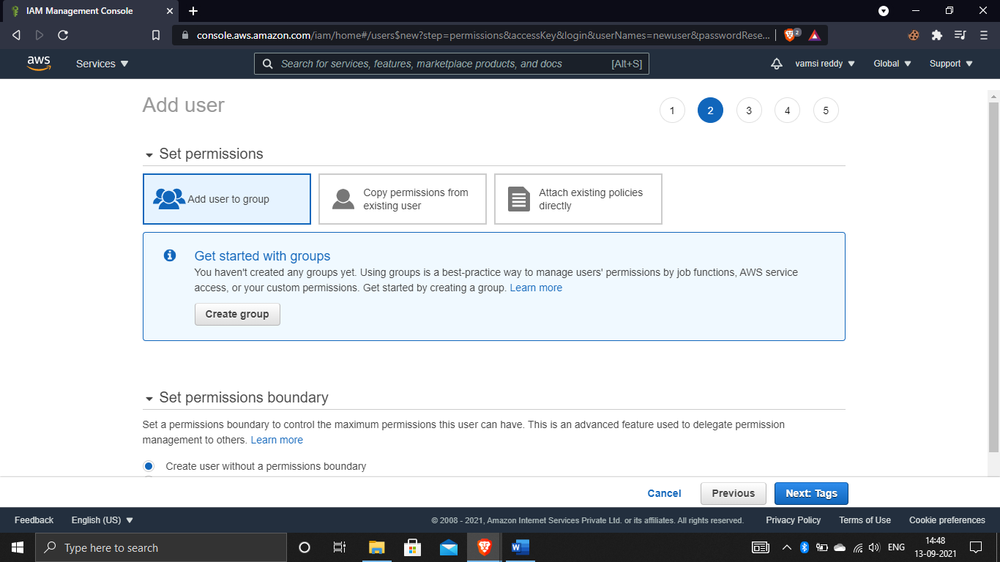 IAM Management Console
console.aws.amazon.com/iam/home#/users$new?step=permissions&accessKey&login&userNames=newuser&passwordRese...
2
aws
Services
Search for services, features, marketplace products, and docs
[Alt+S]
vamsi reddy
Global
Support
Add user
1
2
3
4
5
Set permissions
Add user to group
Copy permissions from
existing user
Attach existing policies
directly
Get started with groups
You haven't created any groups yet. Using groups is a best-practice way to manage users' permissions by job functions, AWS service
access, or your custom permissions. Get started by creating a group. Learn more
Create group
Set permissions boundary
Set a permissions boundary to control the maximum permissions this user can have. This is an advanced feature used to delegate permission
management to others. Learn more
Create user without a permissions boundary
Cancel
Previous
Next: Tags
Feedback
English (US)
© 2008 - 2021, Amazon Internet Services Private Ltd. or its affiliates. All rights reserved.
Privacy Policy
Terms of Use
Cookie preferences
Type here to search
W
ENG
14:48
13-09-2021